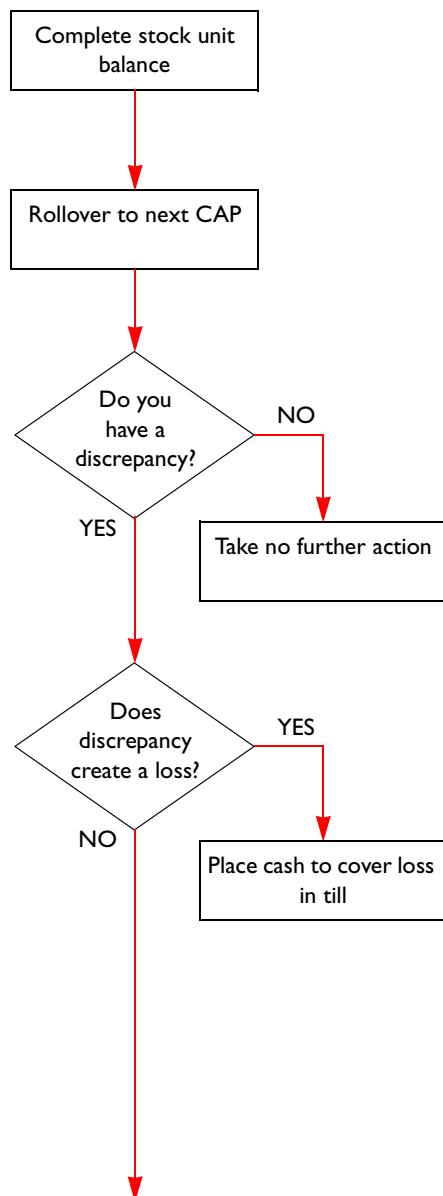 Complete stock unit
balance
Rollover to next CAP
Do you
have a
discrepancy?
NO
YES
Take no further action
Does
discrepancy
create a loss?
YES
NO
Place cash to cover loss
in till